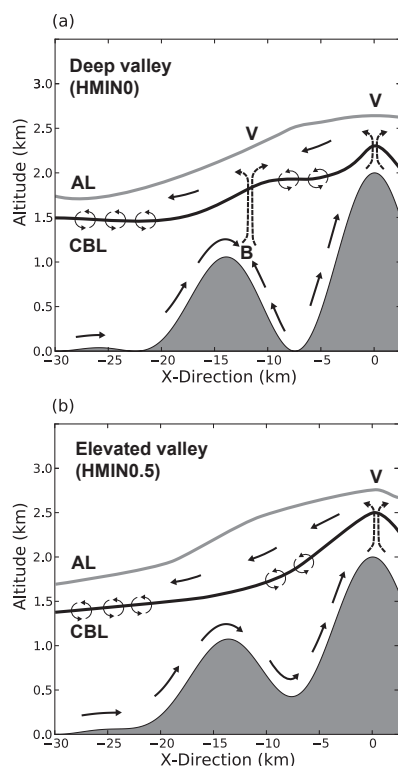 (a)
Deep valley
(HMIN0)
V
V
AL
CBL
B
Altitude (km)
3.0
2.5
2.0
1.5
1.0
0.5
0.0
−30 −25 −20 −15 −10 −5 0
X-Direction (km)
(b)
Elevated valley
(HMIN0.5)
V
AL
CBL
Altitude (km)
3.0
2.5
2.0
1.5
1.0
0.5
0.0
−30 −25 −20 −15 −10 −5 0
X-Direction (km)